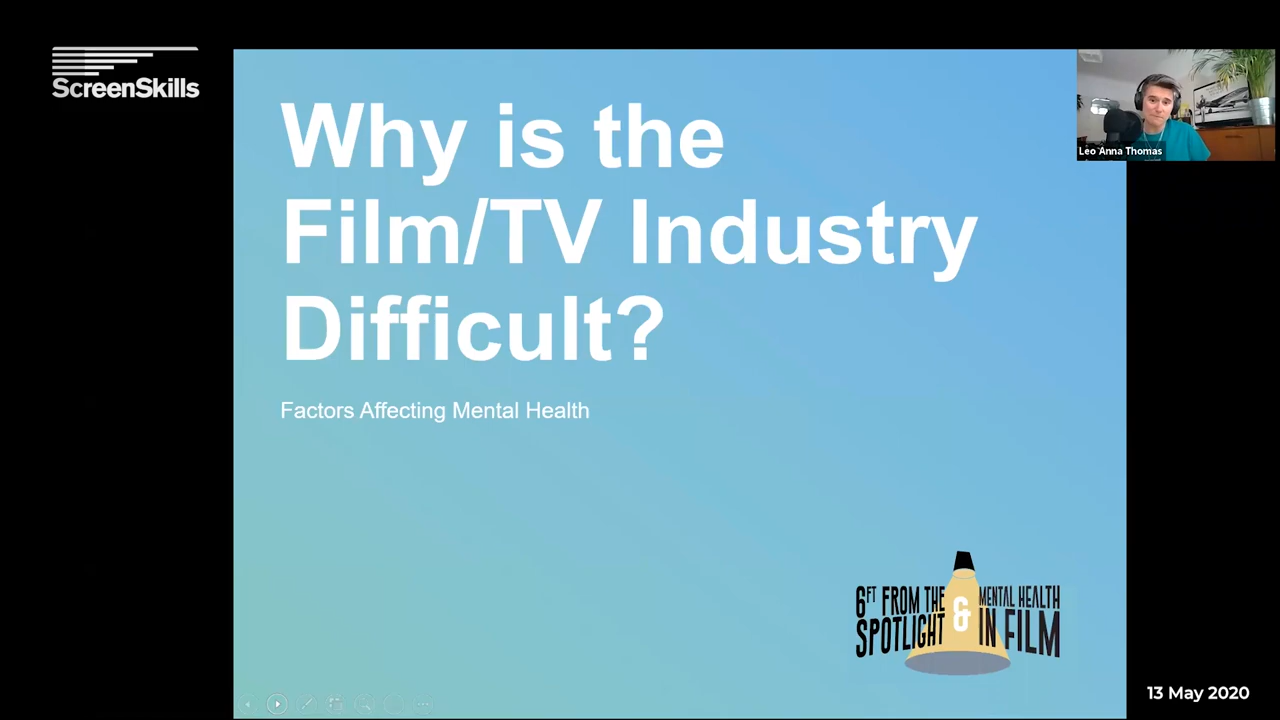 ScreenSkills
Why is the
Film/TV Industry
Difficult?
Factors Affecting Mental Health
Leo Anna Thomas
6FT FROM THE
SPOTLIGHT
&
MENTAL HEALTH
IN FILM
13 May 2020